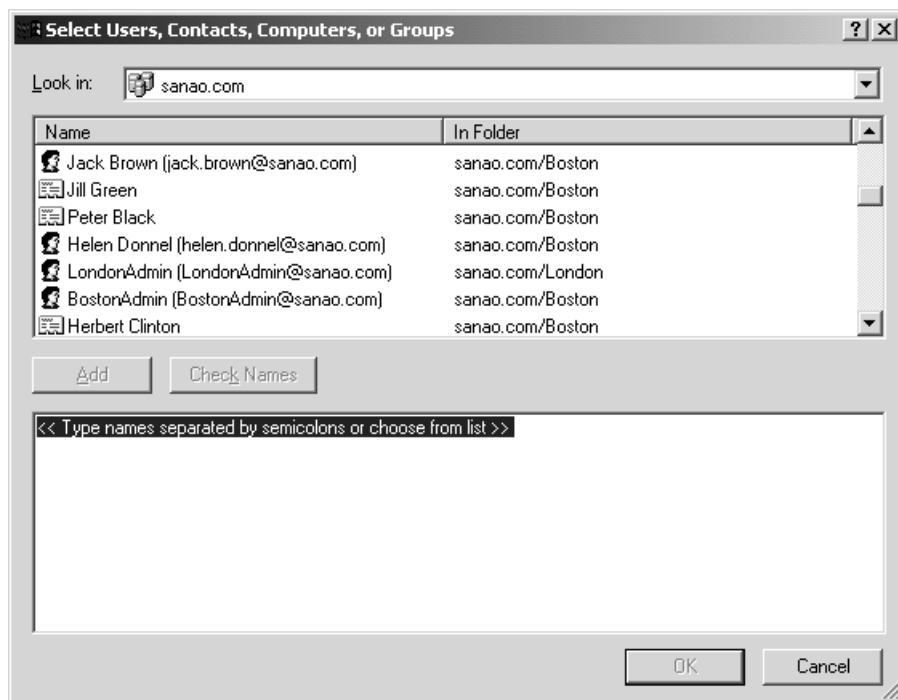 Select Users, Contacts, Computers, or Groups
Look in: sanao.com
Name In Folder
Jack Brown (jack.brown@sanao.com) sanao.com/Boston
Jill Green sanao.com/Boston
Peter Black sanao.com/Boston
Helen Donnel (helen.donnel@sanao.com) sanao.com/Boston
LondonAdmin (LondonAdmin@sanao.com) sanao.com/London
BostonAdmin (BostonAdmin@sanao.com) sanao.com/Boston
Herbert Clinton sanao.com/Boston
Add Check Names
<< Type names separated by semicolons or choose from list >>
OK Cancel